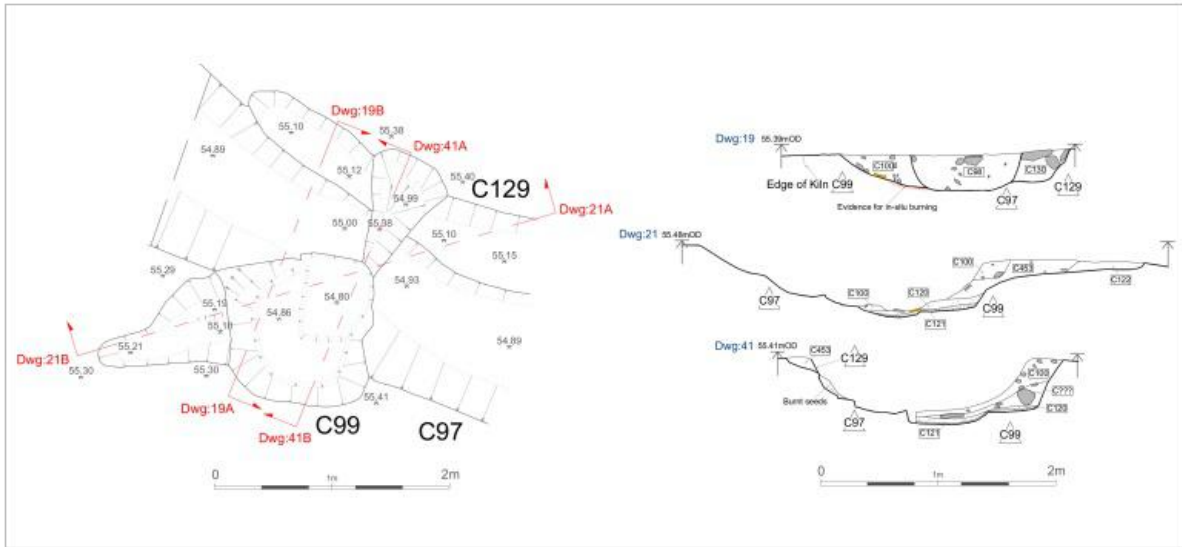 Dwg:19B
55.38
55.10
Dwg:41A
54.89
55.12
55.40
C129
54.99
Dwg:21A
55.00
55.38
55.10
55.15
55.29
54.93
54.80
55.19
54.86
55.18
55.21
54.89
Dwg:21B
55.30
55.30
Dwg:19A
55.41
C99
C97
Dwg:41B
0
1m
2m
Dwg:19 55.39mOD
C100
C98
C130
Edge of Kiln C99
C97
C129
Evidence for in-situ burning
Dwg:21 55.48mOD
C100
C453
C97
C100
C120
C122
C121
C99
Dwg:41 55.41mOD
C453
C129
C100
C???
Burnt seeds
C120
C97
C121
C99
0
1m
2m